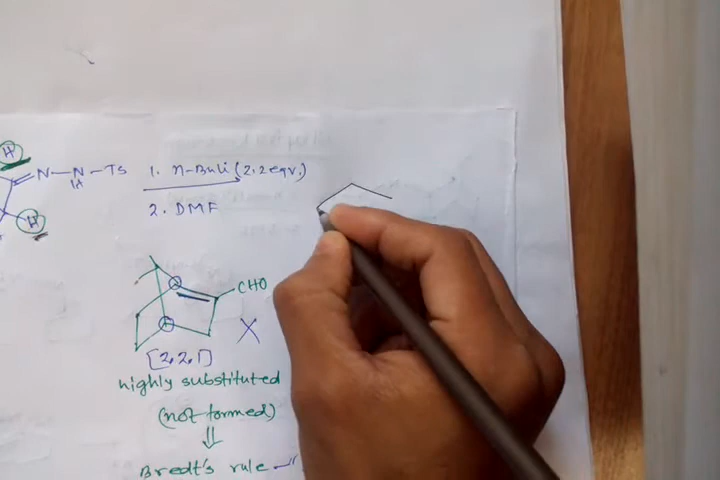 H
N—N—Ts
H
H
1. n-BuLi (2.2 eqv.)
2. DMF
CHO
X
[2,2,1]
highly substituted
(not formed)
⇓
Bredt's rule